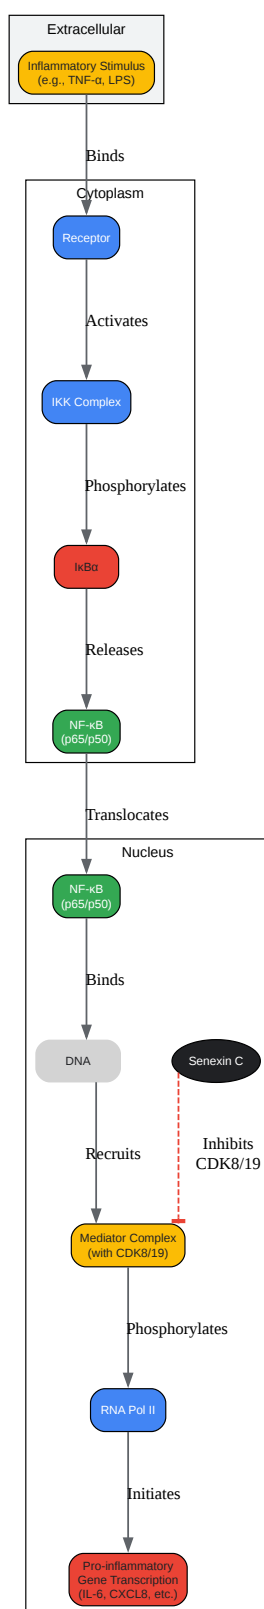 Extracellular
Inflammatory Stimulus
(e.g., TNF-α, LPS)
Binds
Cytoplasm
Receptor
Activates
IKK Complex
Phosphorylates
IκBα
Releases
NF-κB
(p65/p50)
Translocates
Nucleus
NF-κB
(p65/p50)
Binds
DNA
Senexin C
Recruits
Inhibits
CDK8/19
Mediator Complex
(with CDK8/19)
Phosphorylates
RNA Pol II
Initiates
Pro-inflammatory
Gene Transcription
(IL-6, CXCL8, etc.)